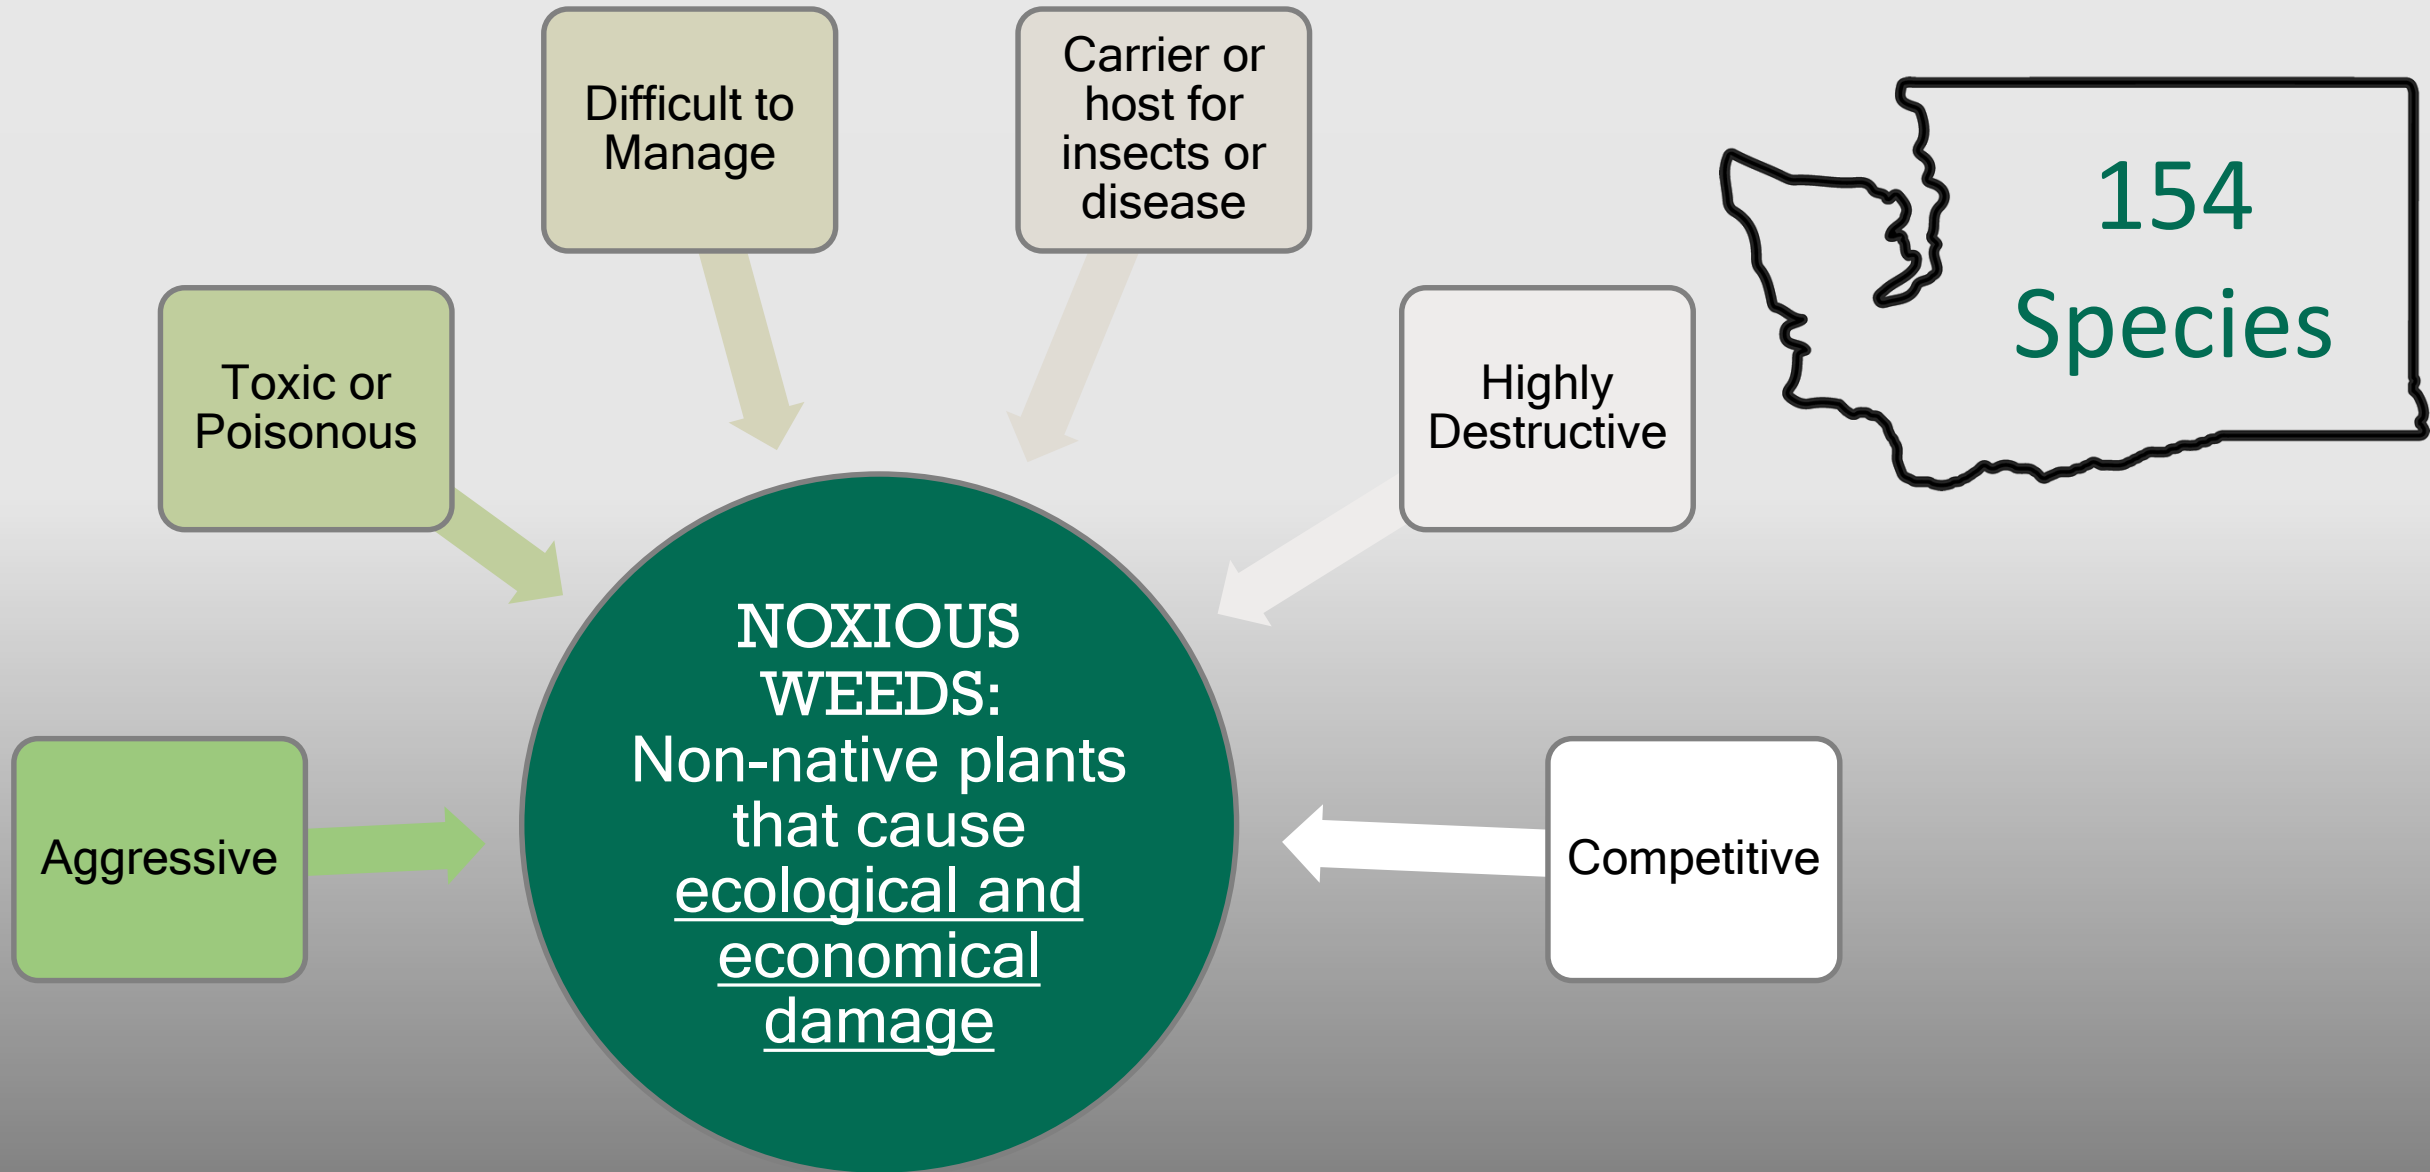 Difficult to
Manage
Carrier or
host for
insects or
disease
154
Species
Toxic or
Poisonous
Highly
Destructive
NOXIOUS
WEEDS:
Non-native plants
that cause
ecological and
economical
damage
Aggressive
Competitive